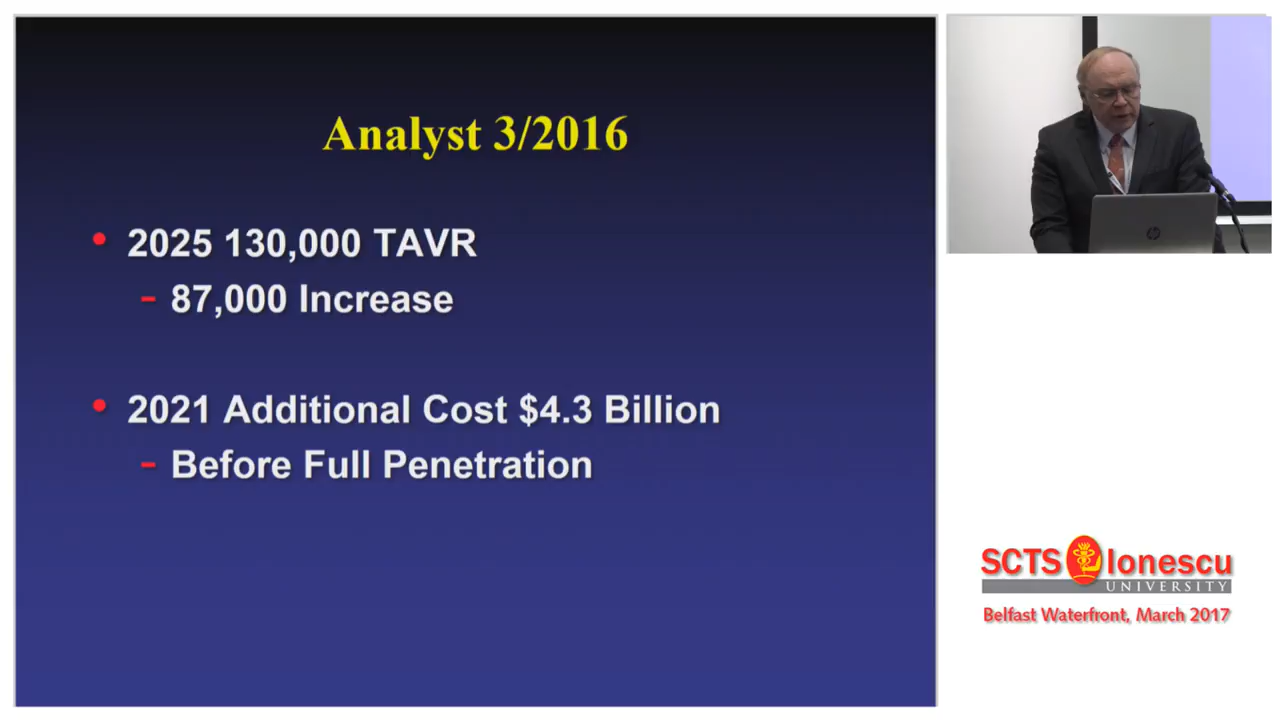 Analyst 3/2016
• 2025 130,000 TAVR
- 87,000 Increase
• 2021 Additional Cost $4.3 Billion
- Before Full Penetration
SCTS Ionescu
UNIVERSITY
Belfast Waterfront, March 2017
hp